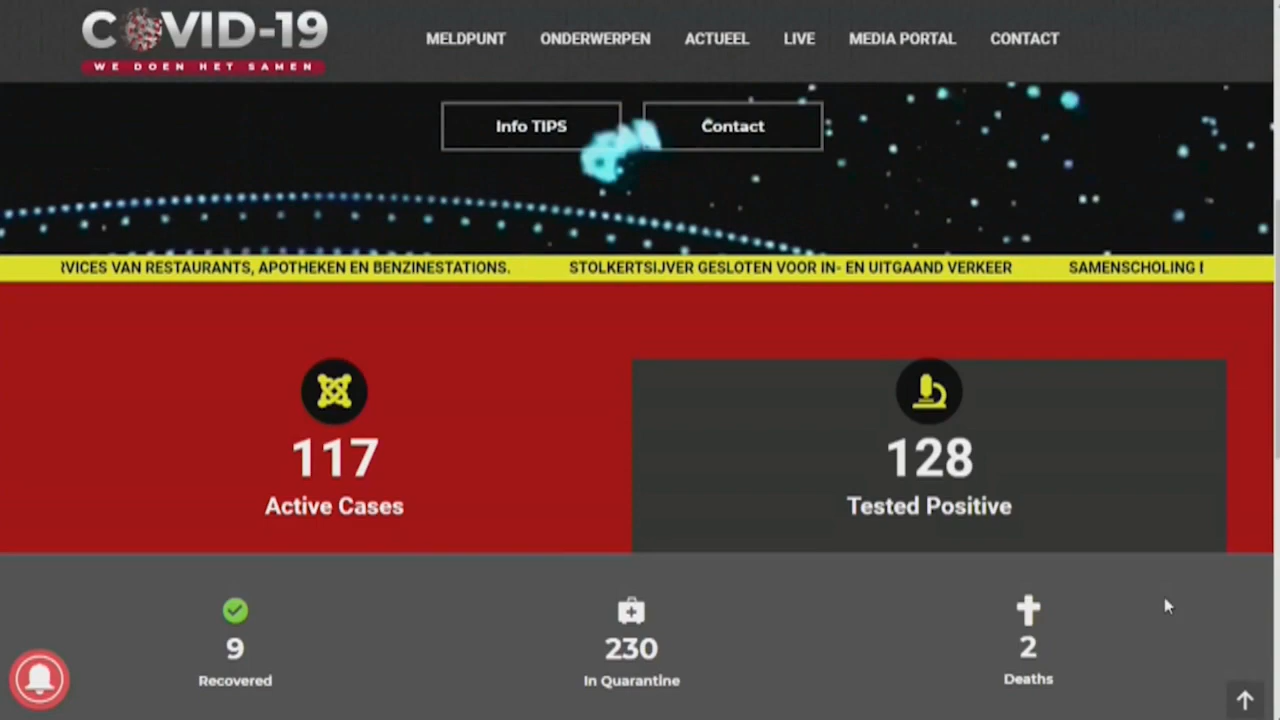 COVID-19
WE DOEN HET SAMEN
MELDPUNT ONDERWERPEN ACTUEEL LIVE MEDIA PORTAL CONTACT
Info TIPS Contact
RVICES VAN RESTAURANTS, APOTHEKEN EN BENZINESTATIONS. STOLKERTSIJVER GESLOTEN VOOR IN- EN UITGAAND VERKEER SAMENSCHOLING
117 128
Active Cases Tested Positive
9 230 2
Recovered In Quarantine Deaths